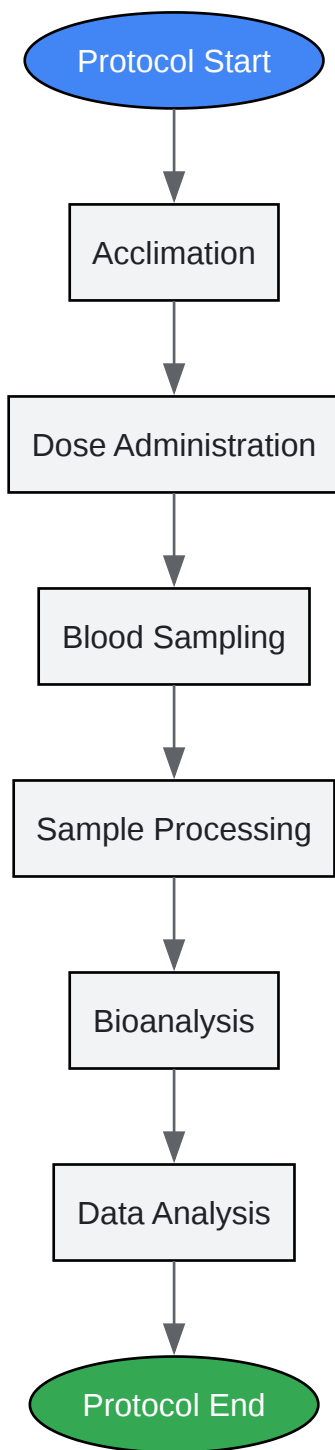 Protocol Start
Acclimation
Dose Administration
Blood Sampling
Sample Processing
Bioanalysis
Data Analysis
Protocol End